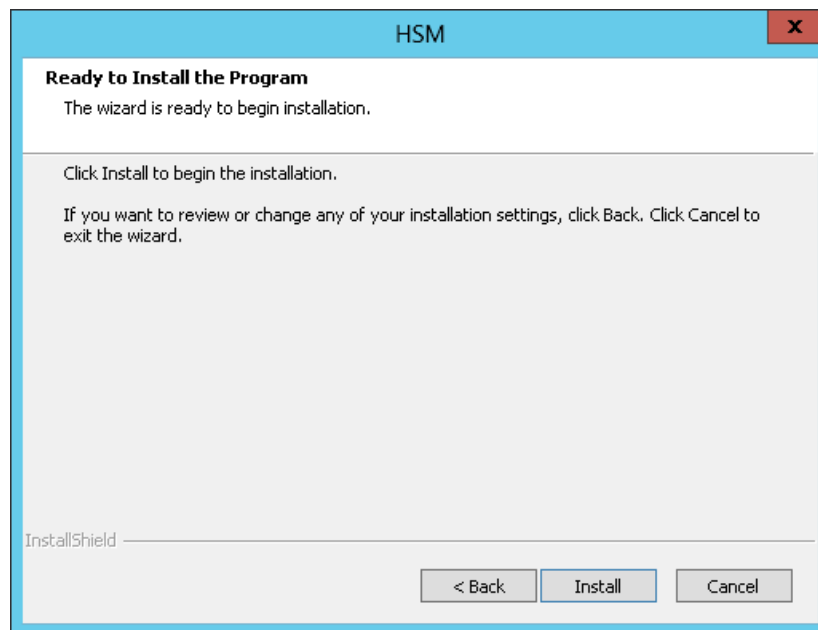 HSM
x
Ready to Install the Program
The wizard is ready to begin installation.
Click Install to begin the installation.
If you want to review or change any of your installation settings, click Back. Click Cancel to
exit the wizard.
InstallShield
< Back Install Cancel